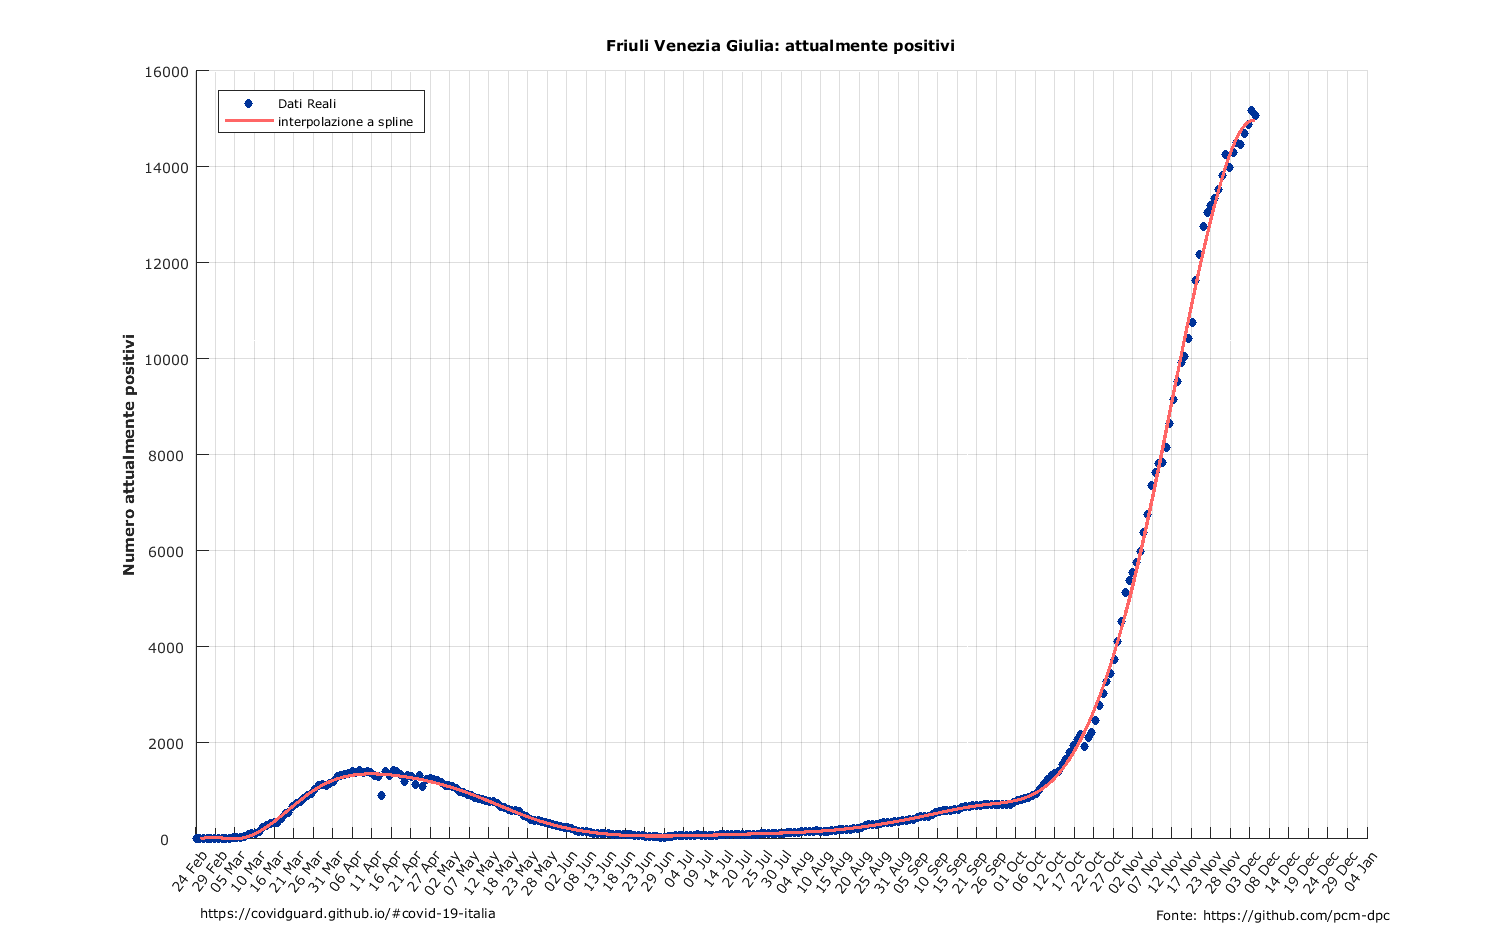 Friuli Venezia Giulia: attualmente positivi
Dati Reali
interpolazione a spline
Numero attualmente positivi
16000
14000
12000
10000
8000
6000
4000
2000
0
24 Feb
29 Feb
05 Mar
10 Mar
16 Mar
21 Mar
26 Mar
31 Mar
06 Apr
11 Apr
16 Apr
21 Apr
27 Apr
02 May
07 May
12 May
18 May
23 May
28 May
02 Jun
08 Jun
13 Jun
18 Jun
23 Jun
29 Jun
04 Jul
09 Jul
14 Jul
20 Jul
25 Jul
30 Jul
04 Aug
10 Aug
15 Aug
20 Aug
25 Aug
31 Aug
05 Sep
10 Sep
15 Sep
21 Sep
26 Sep
01 Oct
06 Oct
12 Oct
17 Oct
22 Oct
27 Oct
02 Nov
07 Nov
12 Nov
17 Nov
23 Nov
28 Nov
03 Dec
08 Dec
14 Dec
19 Dec
24 Dec
29 Dec
04 Jan
https://covidguard.github.io/#covid-19-italia
Fonte: https://github.com/pcm-dpc